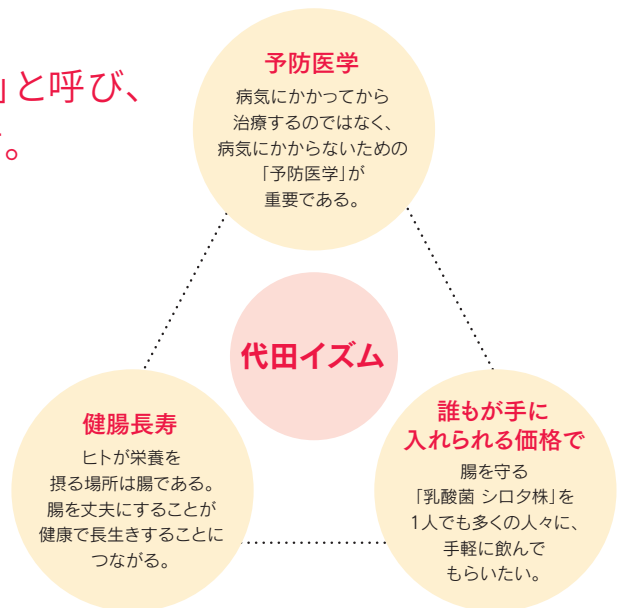 」と呼び、
。
予防医学
病気にかかってから
治療するのではなく、
病気にかからないための
「予防医学」が
重要である。
代田イズム
健腸長寿
ヒトが栄養を
摂る場所は腸である。
腸を丈夫にすることが
健康で長生きすることに
つながる。
誰もが手に
入れられる価格で
腸を守る
「乳酸菌 シロタ株」を
1人でも多くの人々に、
手軽に飲んで
もらいたい。